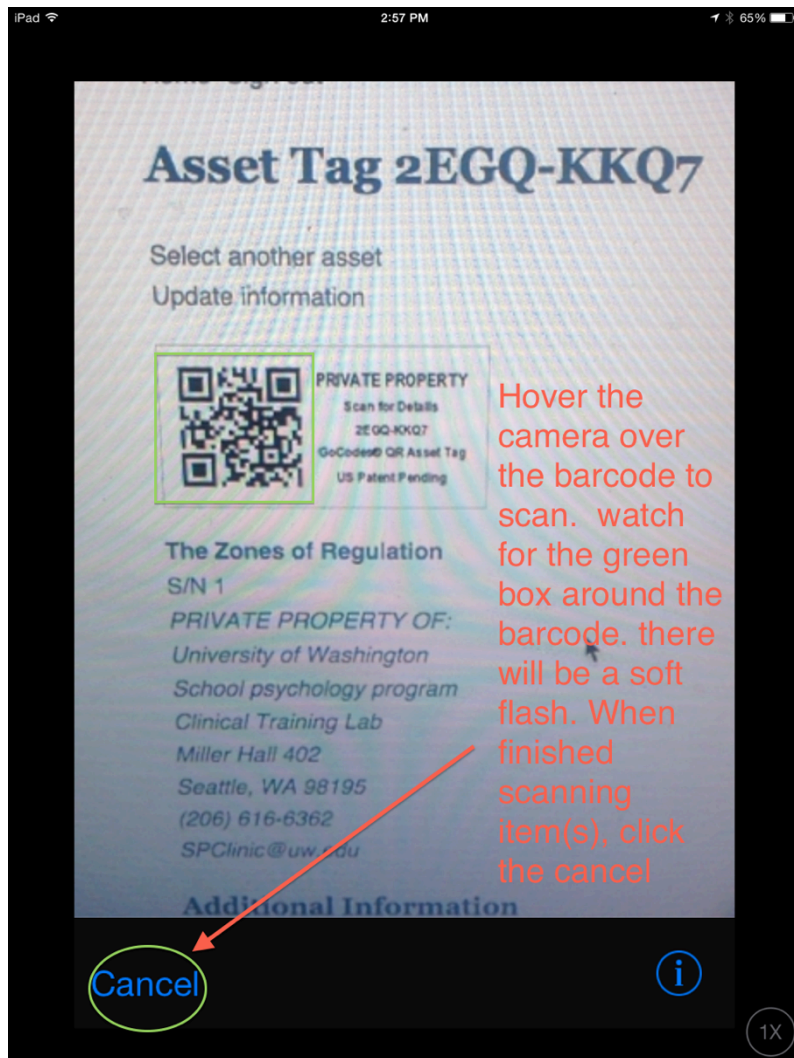 iPad 2:57 PM 65%
Asset Tag 2EGQ-KKQ7
Select another asset
Update information
PRIVATE PROPERTY
Scan for Details
2EGQ-KKQ7
GoCodes® QR Asset Tag
US Patent Pending
The Zones of Regulation
S/N 1
PRIVATE PROPERTY OF:
University of Washington
School psychology program
Clinical Training Lab
Miller Hall 402
Seattle, WA 98195
(206) 616-6362
SPClinic@uw.edu
Additional Information
Hover the
camera over
the barcode to
scan.  watch
for the green
box around the
barcode. there
will be a soft
flash. When
finished
scanning
item(s), click
the cancel
Cancel
i
1X